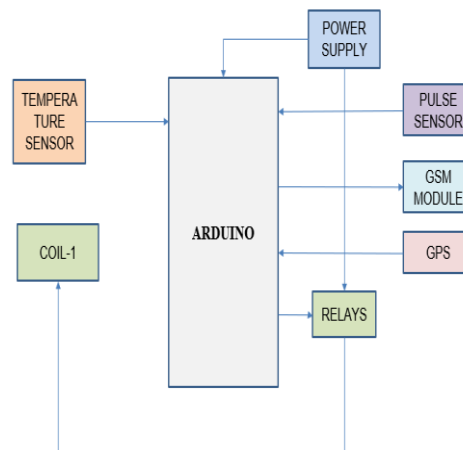 POWER
SUPPLY
TEMPERA
TURE
SENSOR
PULSE
SENSOR
GSM
MODULE
ARDUINO
COIL-1
GPS
RELAYS